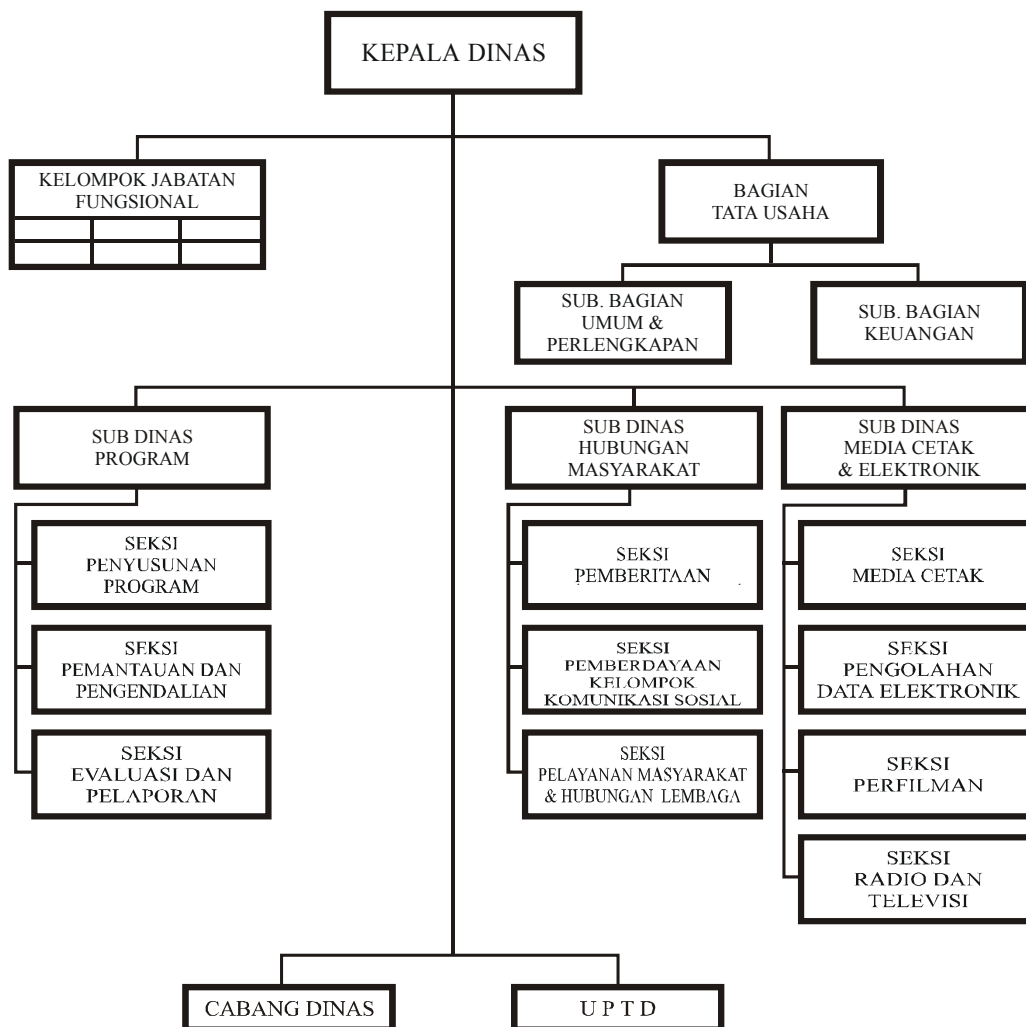 KEPALA DINAS
KELOMPOK JABATAN
FUNGSIONAL
BAGIAN
TATA USAHA
SUB. BAGIAN
UMUM &
PERLENGKAPAN
SUB. BAGIAN
KEUANGAN
SUB DINAS
PROGRAM
SUB DINAS
HUBUNGAN
MASYARAKAT
SUB DINAS
MEDIA CETAK
& ELEKTRONIK
SEKSI
PENYUSUNAN
PROGRAM
SEKSI
PEMANTAUAN DAN
PENGENDALIAN
SEKSI
EVALUASI DAN
PELAPORAN
SEKSI
PEMBERITAAN
SEKSI
PEMBERDAYAAN
KELOMPOK
KOMUNIKASI SOSIAL
SEKSI
PELAYANAN MASYARAKAT
& HUBUNGAN LEMBAGA
SEKSI
MEDIA CETAK
SEKSI
PENGOLAHAN
DATA ELEKTRONIK
SEKSI
PERFILMAN
SEKSI
RADIO DAN
TELEVISI
CABANG DINAS
U P T D